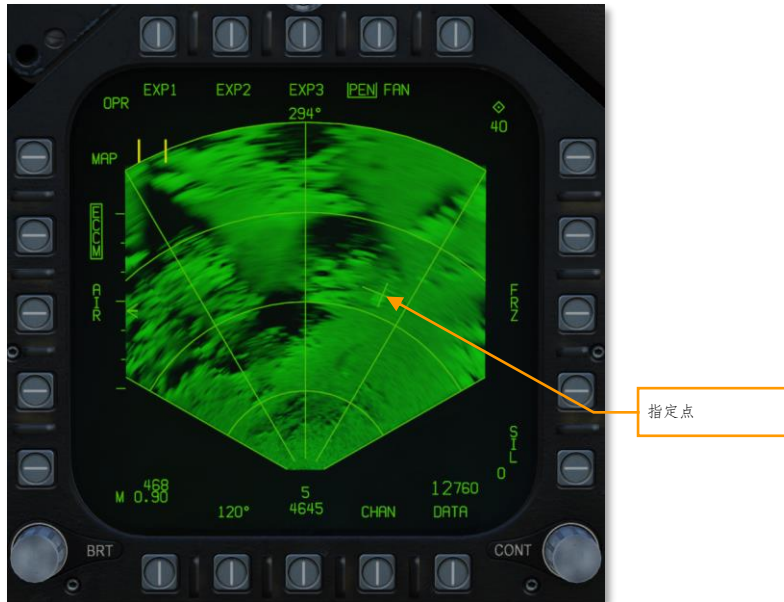 EXP1 EXP2 EXP3 PEN FAN
OPR
294°
40
MAP
ECCM
AIR
FRZ
指定点
SIL
0
468
M 0.90
5
12760
120°
4645
CHAN
DATA
BRT
CONT